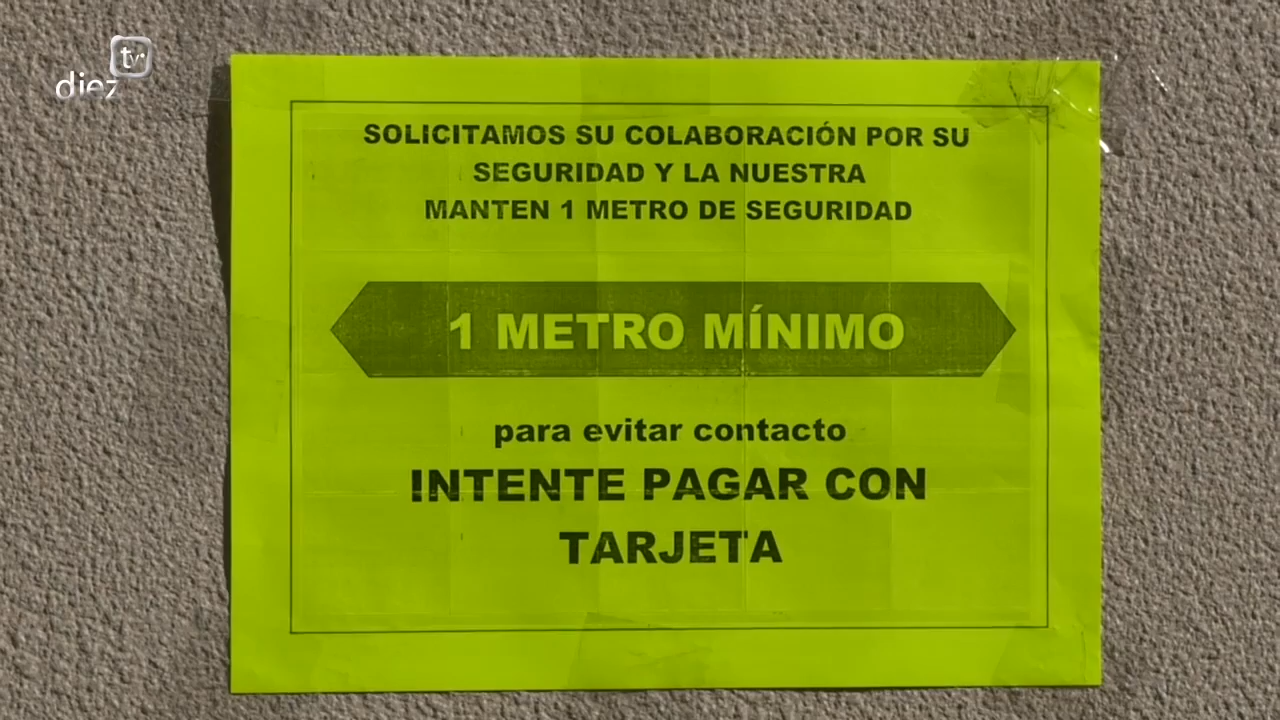 diez tv
SOLICITAMOS SU COLABORACIÓN POR SU
SEGURIDAD Y LA NUESTRA
MANTEN 1 METRO DE SEGURIDAD
1 METRO MÍNIMO
para evitar contacto
INTENTE PAGAR CON
TARJETA